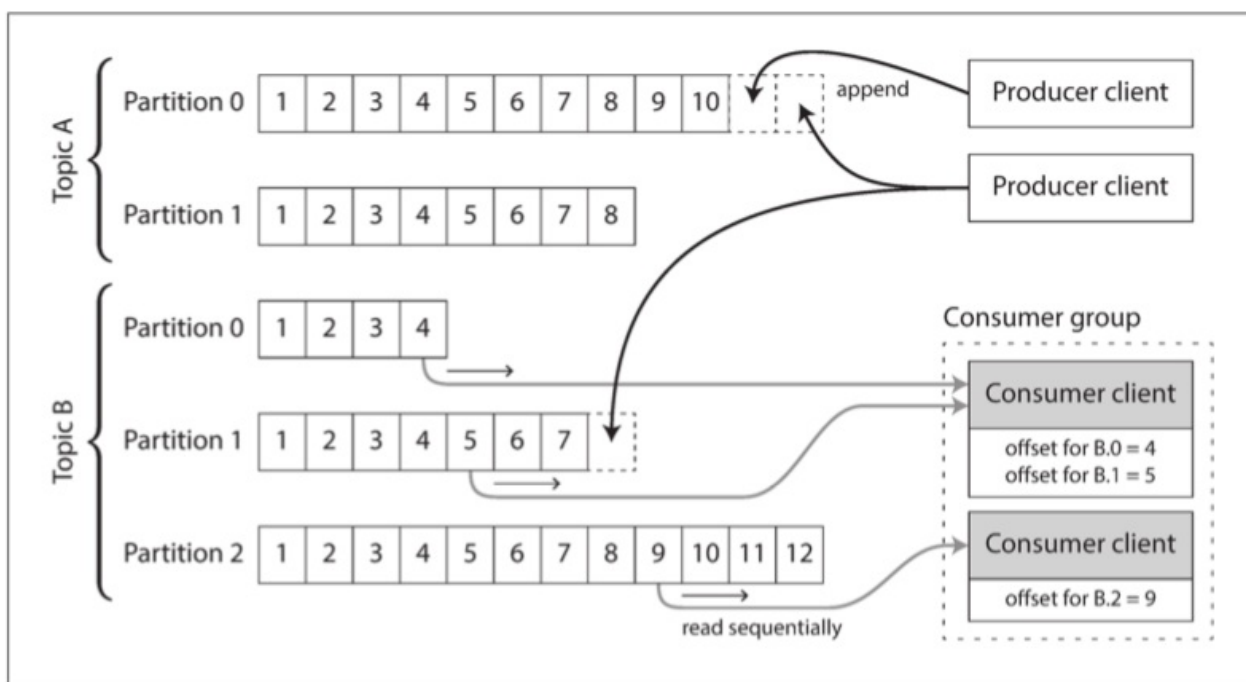 Topic A
Partition 0
1 2 3 4 5 6 7 8 9 10
append
Producer client
Producer client
Partition 1
1 2 3 4 5 6 7 8
Topic B
Partition 0
1 2 3 4
Consumer group
Consumer client
offset for B.0 = 4
offset for B.1 = 5
Partition 1
1 2 3 4 5 6 7
Partition 2
1 2 3 4 5 6 7 8 9 10 11 12
read sequentially
Consumer client
offset for B.2 = 9